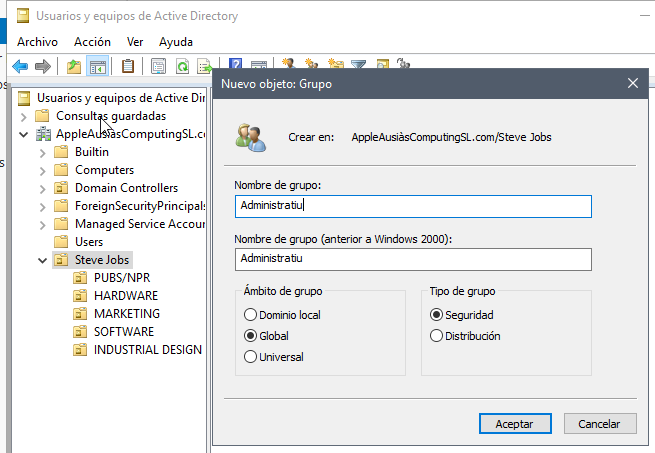 Usuarios y equipos de Active Directory
Archivo Acción Ver Ayuda
Usuarios y equipos de Active Dir
Consultas guardadas
AppleAusiàsComputingSL.co
Builtin
Computers
Domain Controllers
ForeignSecurityPrincipals
Managed Service Accour
Users
Steve Jobs
PUBS/NPR
HARDWARE
MARKETING
SOFTWARE
INDUSTRIAL DESIGN
Nuevo objeto: Grupo
Crear en: AppleAusiàsComputingSL.com/Steve Jobs
Nombre de grupo:
Administratiu
Nombre de grupo (anterior a Windows 2000):
Administratiu
Ámbito de grupo
Dominio local
Global
Universal
Tipo de grupo
Seguridad
Distribución
Aceptar Cancelar